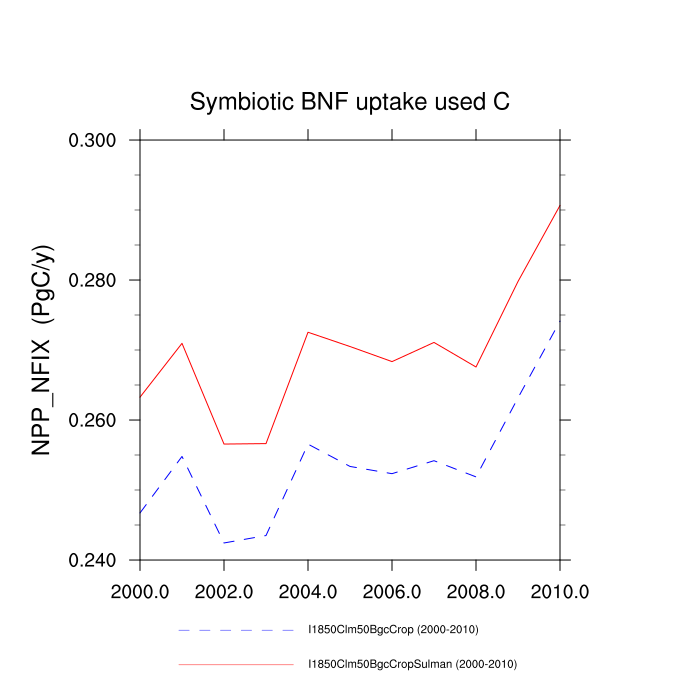 Symbiotic BNF uptake used C
0.300
0.280
0.260
0.240
NPP_NFIX (PgC/y)
2000.0 2002.0 2004.0 2006.0 2008.0 2010.0
I1850Clm50BgcCrop (2000-2010)
I1850Clm50BgcCropSulman (2000-2010)